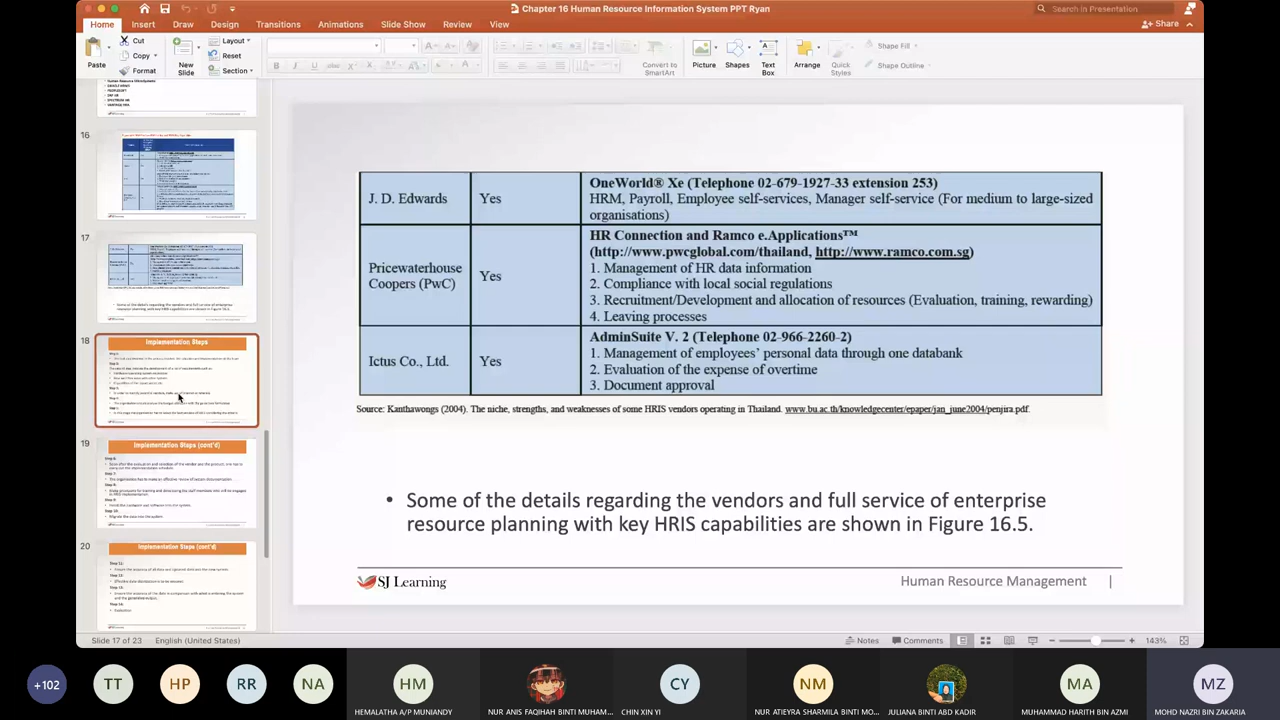 Chapter 16 Human Resource Information System PPT Ryan
Search in Presentation
Home Insert Draw Design Transitions Animations Slide Show Review View
Share
Paste
Cut
Copy
Format
New Slide
Layout
Reset
Section
Convert to SmartArt
Picture
Shapes
Text Box
Arrange
Quick Styles
Shape Fill
Shape Outline
16
17
18
Implementation Steps
19
Implementation Steps (cont'd)
20
Implementation Steps (cont'd)
J. D. Edwards
Yes
OneWorld® Xe (Telephone 02-679-1927-33 extension 253)
HRM, Payroll, Employee self-services, Manager self-service (For medium to large-sized
organisations)
Pricewaterhouse
Coopers (PwC)
Yes
HR Connection and Ramco e.Applications™
(http://www.pwcglobal.com/thailand, http://www.ramco.com.sg)
1. Management of HR data information
2. Compliance with local social regulations
3. Recruitment/Development and allocation of resources (Evaluation, training, rewarding)
4. Leaving processes
Ichs Co., Ltd.
Yes
AdminSuite V. 2 (Telephone 02-966-2260-2)
1. Management of employees' personal data through one databank
2. Evaluation of the expense of overtime
3. Document approval
Source: Kanthawongs (2004). The niche, strengths, and weaknesses of some HRIS vendors operating in Thailand. www.bu.ac.th/knowledgecenter/epaper/jan_june2004/penjira.pdf.
• Some of the details regarding the vendors and full service of enterprise
resource planning with key HRIS capabilities are shown in Figure 16.5.
SJ Learning
Human Resource Management |
Slide 17 of 23 English (United States)
Notes Comments
143%
+102
TT
HP
RR
NA
HM
HEMALATHA A/P MUNIANDY
NUR ANIS FAQIHAH BINTI MUHAM...
CY
CHIN XIN YI
NM
NUR ATIEYRA SHARMILA BINTI MO...
JULIANA BINTI ABD KADIR
MA
MUHAMMAD HARITH BIN AZMI
MZ
MOHD NAZRI BIN ZAKARIA